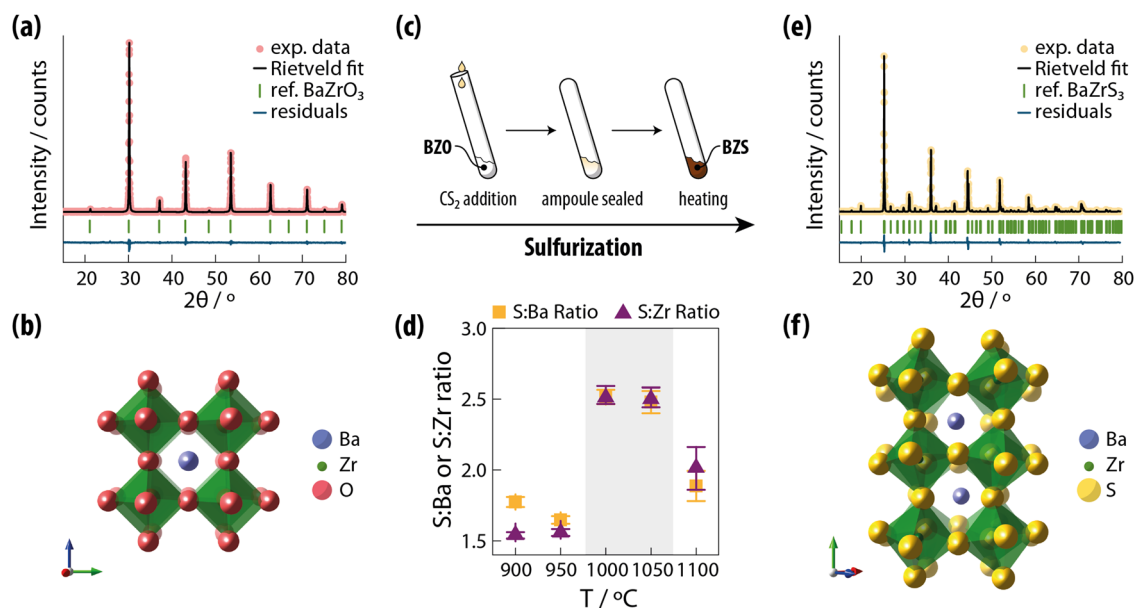 (a)
exp. data
Rietveld fit
ref. BaZrO₃
residuals
Intensity / counts
20 30 40 50 60 70 80
2θ / º
(b)
Ba
Zr
O
(c)
BZO
BZS
CS₂ addition
ampoule sealed
heating
Sulfurization
(d)
S:Ba Ratio
S:Zr Ratio
S:Ba or S:Zr ratio
3.0
2.5
2.0
1.5
900 950 1000 1050 1100
T / ºC
(e)
exp. data
Rietveld fit
ref. BaZrS₃
residuals
Intensity / counts
20 30 40 50 60 70 80
2θ / º
(f)
Ba
Zr
S